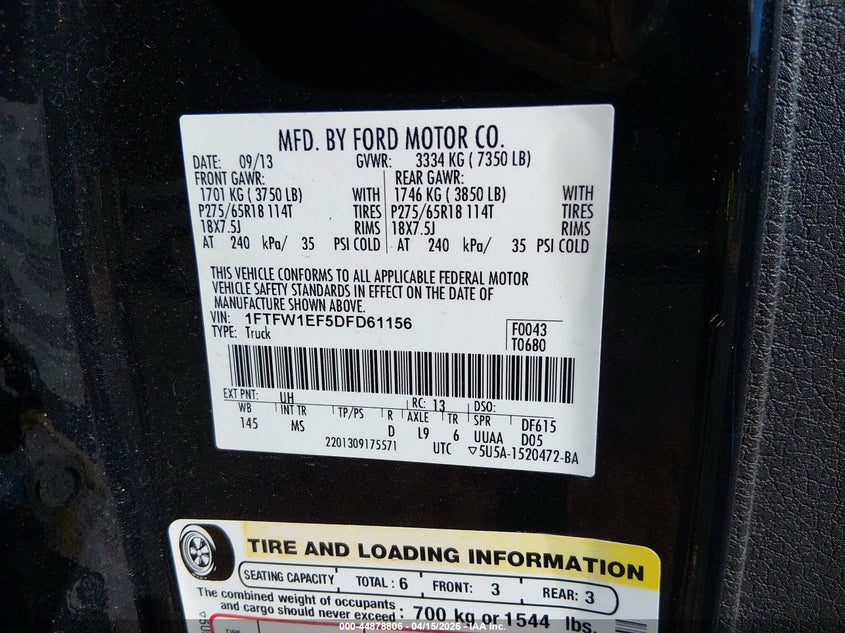 MFD. BY FORD MOTOR CO.
DATE: 09/13 GVWR: 3334 KG ( 7350 LB)
FRONT GAWR: REAR GAWR:
1701 KG ( 3750 LB) WITH 1746 KG ( 3850 LB) WITH
P275/65R18 114T TIRES P275/65R18 114T TIRES
18X7.5J RIMS 18X7.5J RIMS
AT 240 kPa/ 35 PSI COLD AT 240 kPa/ 35 PSI COLD
THIS VEHICLE CONFORMS TO ALL APPLICABLE FEDERAL MOTOR
VEHICLE SAFETY STANDARDS IN EFFECT ON THE DATE OF
MANUFACTURE SHOWN ABOVE.
VIN: 1FTFW1EF5DFD61156
TYPE: Truck
F0043
T0680
EXT PNT: UH RC: 13 DSO:
WB INT TR TP/PS R AXLE TR SPR DF615
145 MS D L9 6 UUAA D05
2201309175571 UTC ▽5U5A-1520472-BA
TIRE AND LOADING INFORMATION
SEATING CAPACITY TOTAL : 6 FRONT: 3 REAR: 3
The combined weight of occupants
and cargo should never exceed : 700 kg or 1544 lbs.
TIRE
000-44878806 - 04/15/2026 - IAA Inc.